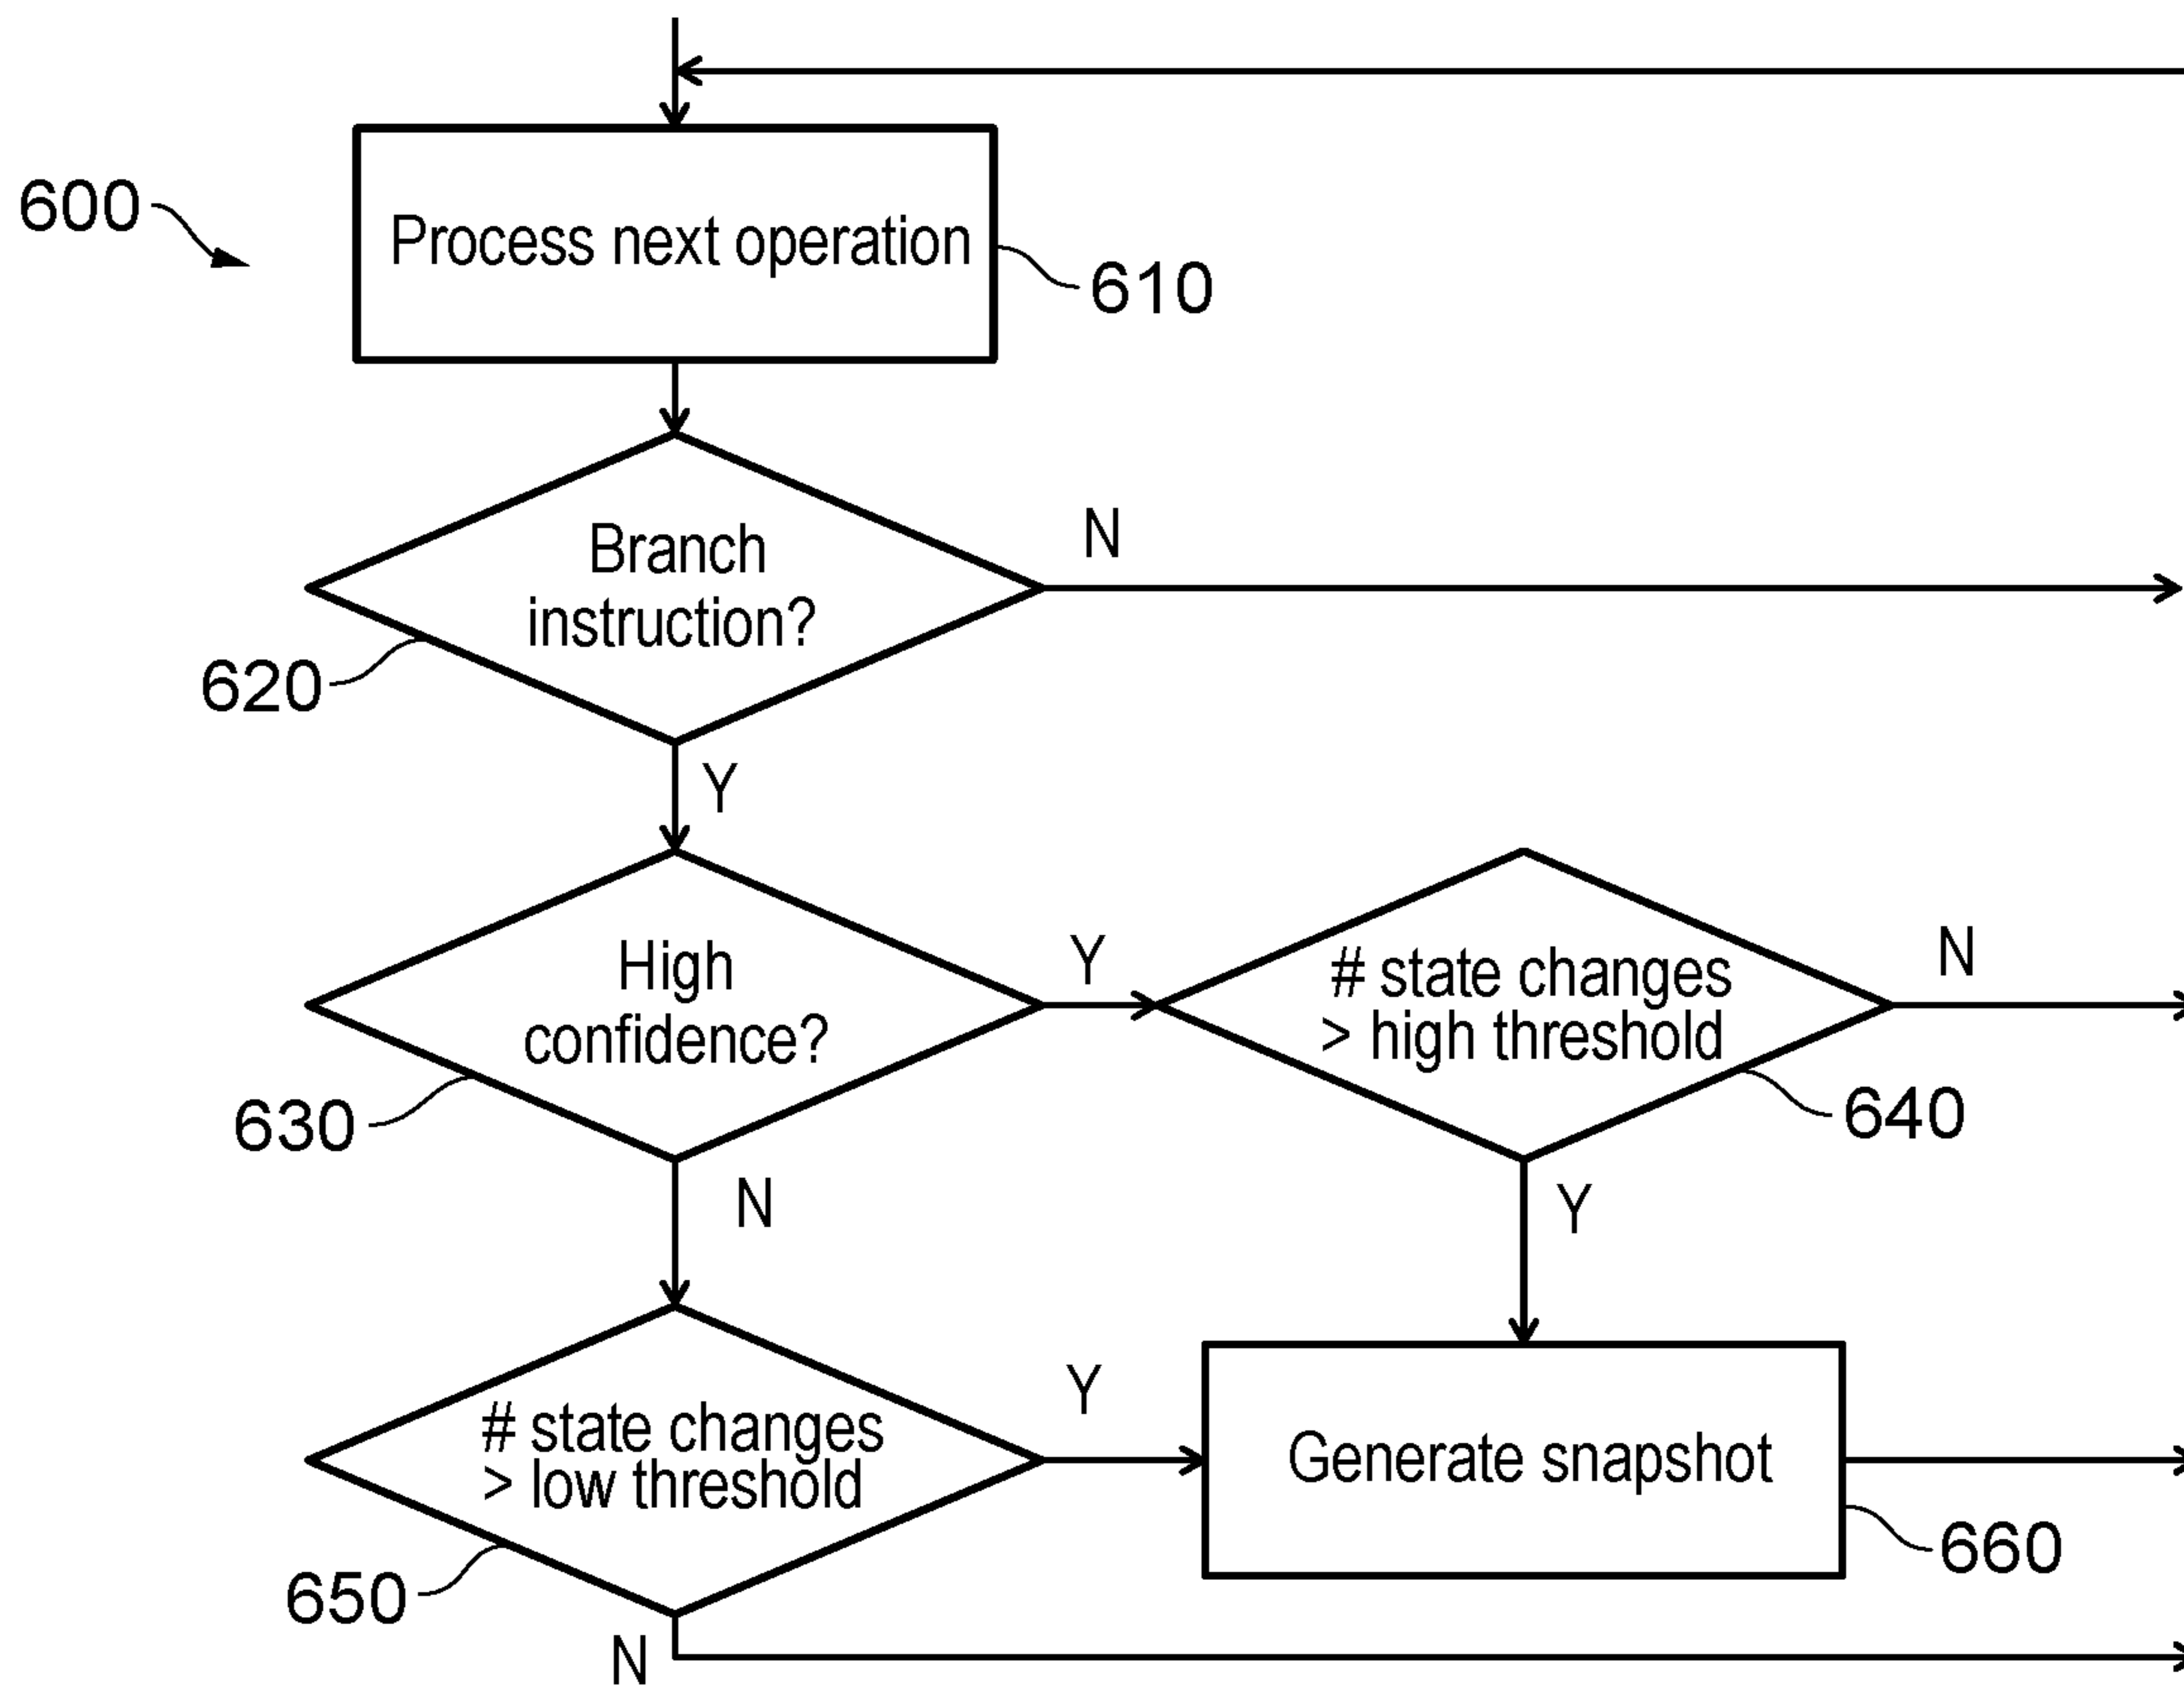 600
Process next operation
610
Branch
instruction?
N
620
Y
High
confidence?
Y
# state changes
> high threshold
N
630
640
N
Y
# state changes
> low threshold
Y
Generate snapshot
650
660
N